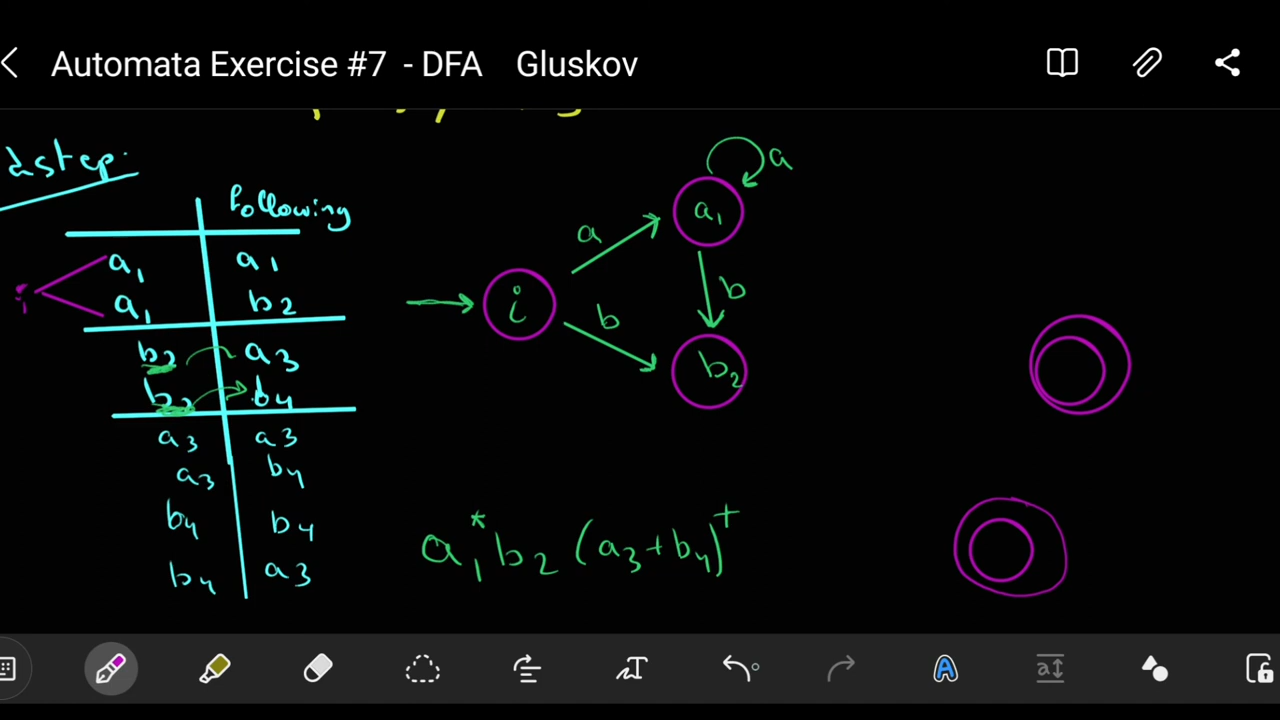 Automata Exercise #7 - DFA Gluskov
2step.
following
a1 a1
a1 b2
b2 a3
b2 b4
a3 a3
a3 b4
b4 b4
b4 a3
i
a
a1
a
b
b
i
b2
a1* b2 (a3+b4)+